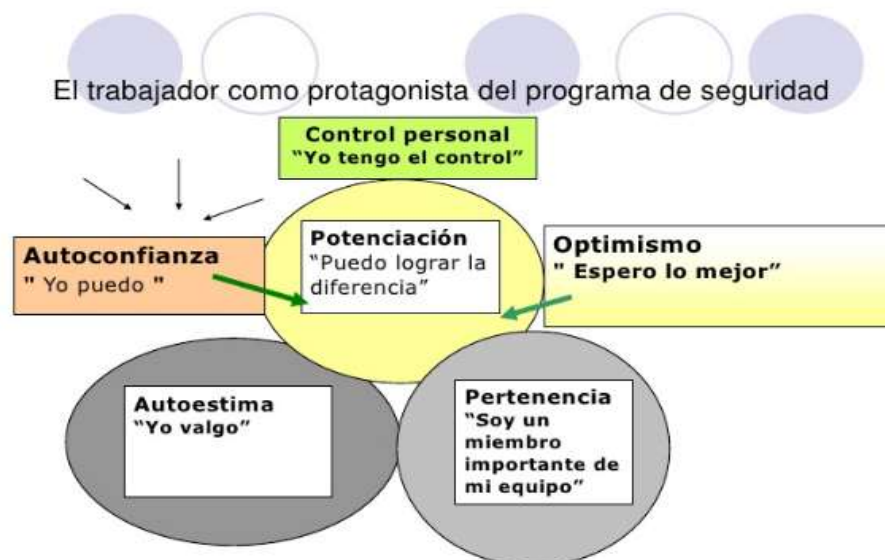 El trabajador como protagonista del programa de seguridad
Control personal
“Yo tengo el control”
Autoconfianza
" Yo puedo "
Potenciación
“Puedo lograr la
diferencia”
Optimismo
" Espero lo mejor”
Autoestima
“Yo valgo”
Pertenencia
“Soy un
miembro
importante de
mi equipo”